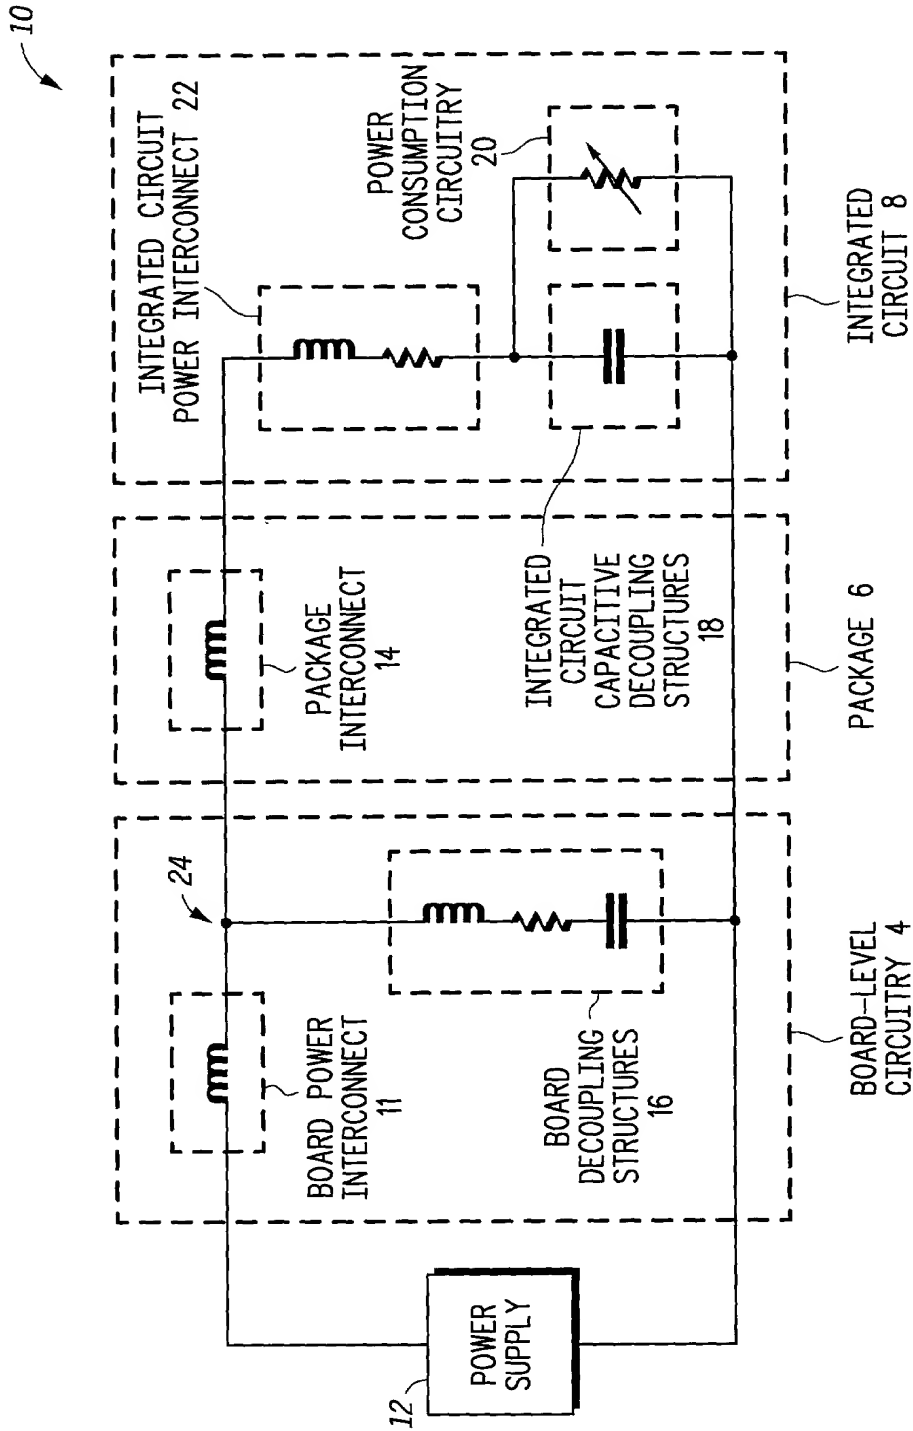 10
INTEGRATED CIRCUIT
POWER INTERCONNECT 22
POWER
CONSUMPTION
CIRCUITRY
20
INTEGRATED
CIRCUIT 8
PACKAGE
INTERCONNECT
14
INTEGRATED
CIRCUIT
CAPACITIVE
DECOUPLING
STRUCTURES
18
PACKAGE 6
24
BOARD POWER
INTERCONNECT
11
BOARD
DECOUPLING
STRUCTURES
16
BOARD-LEVEL
CIRCUITRY 4
12
POWER
SUPPLY